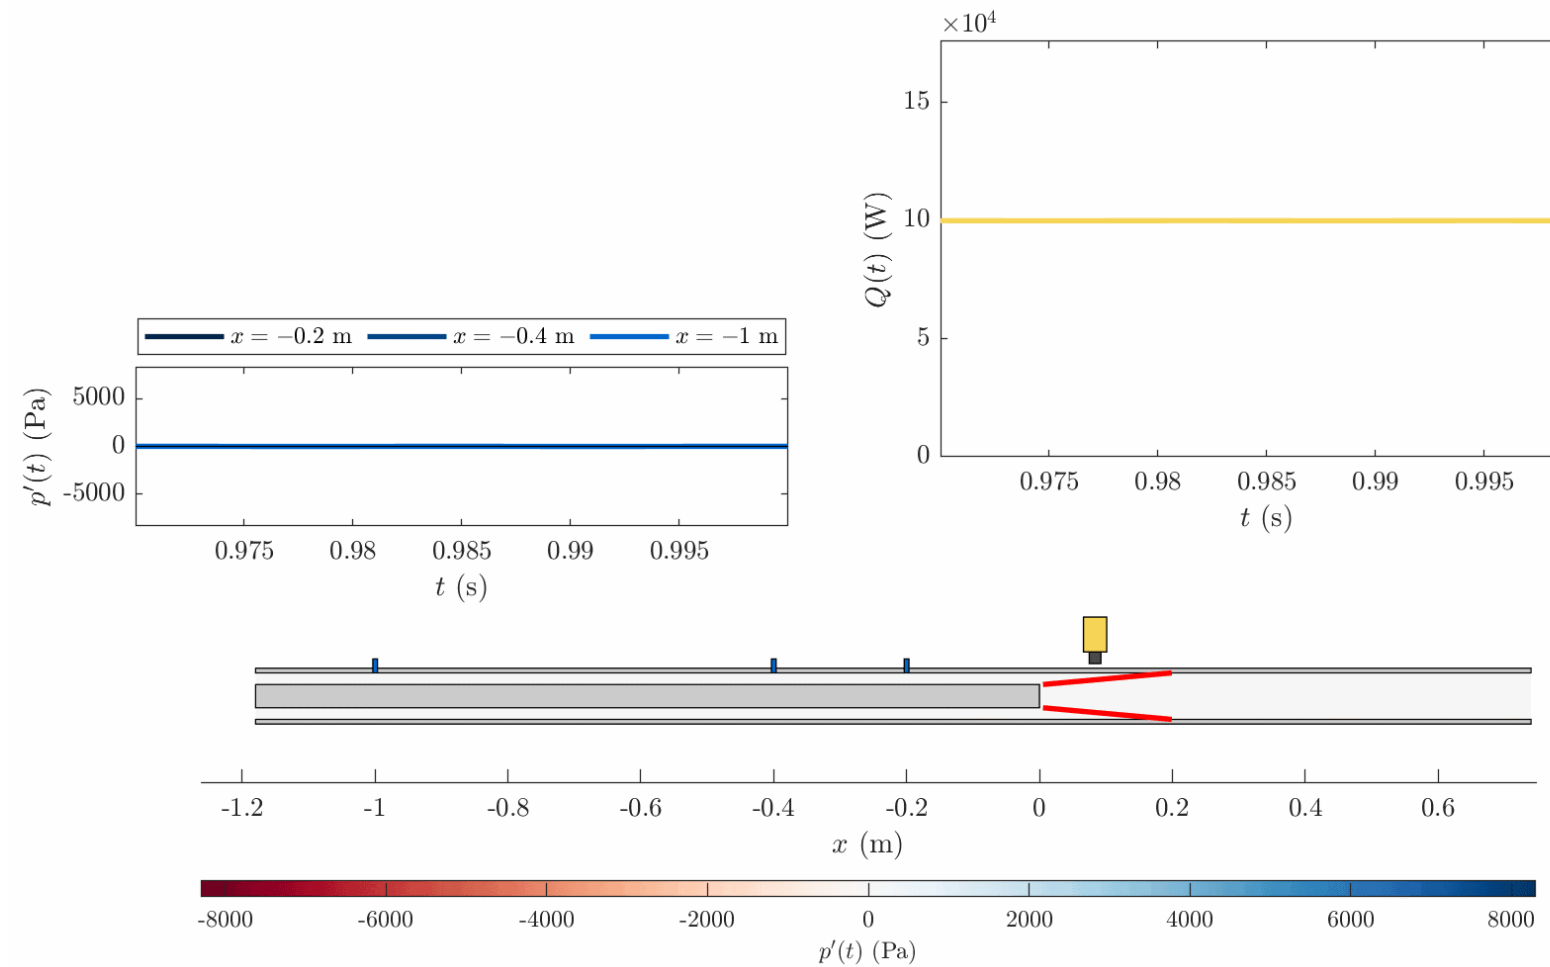 ×10⁴
15
10
5
0
Q(t) (W)
0.975 0.98 0.985 0.99 0.995
t (s)
x = −0.2 m x = −0.4 m x = −1 m
5000
0
-5000
p′(t) (Pa)
0.975 0.98 0.985 0.99 0.995
t (s)
-1.2 -1 -0.8 -0.6 -0.4 -0.2 0 0.2 0.4 0.6
x (m)
-8000 -6000 -4000 -2000 0 2000 4000 6000 8000
p′(t) (Pa)